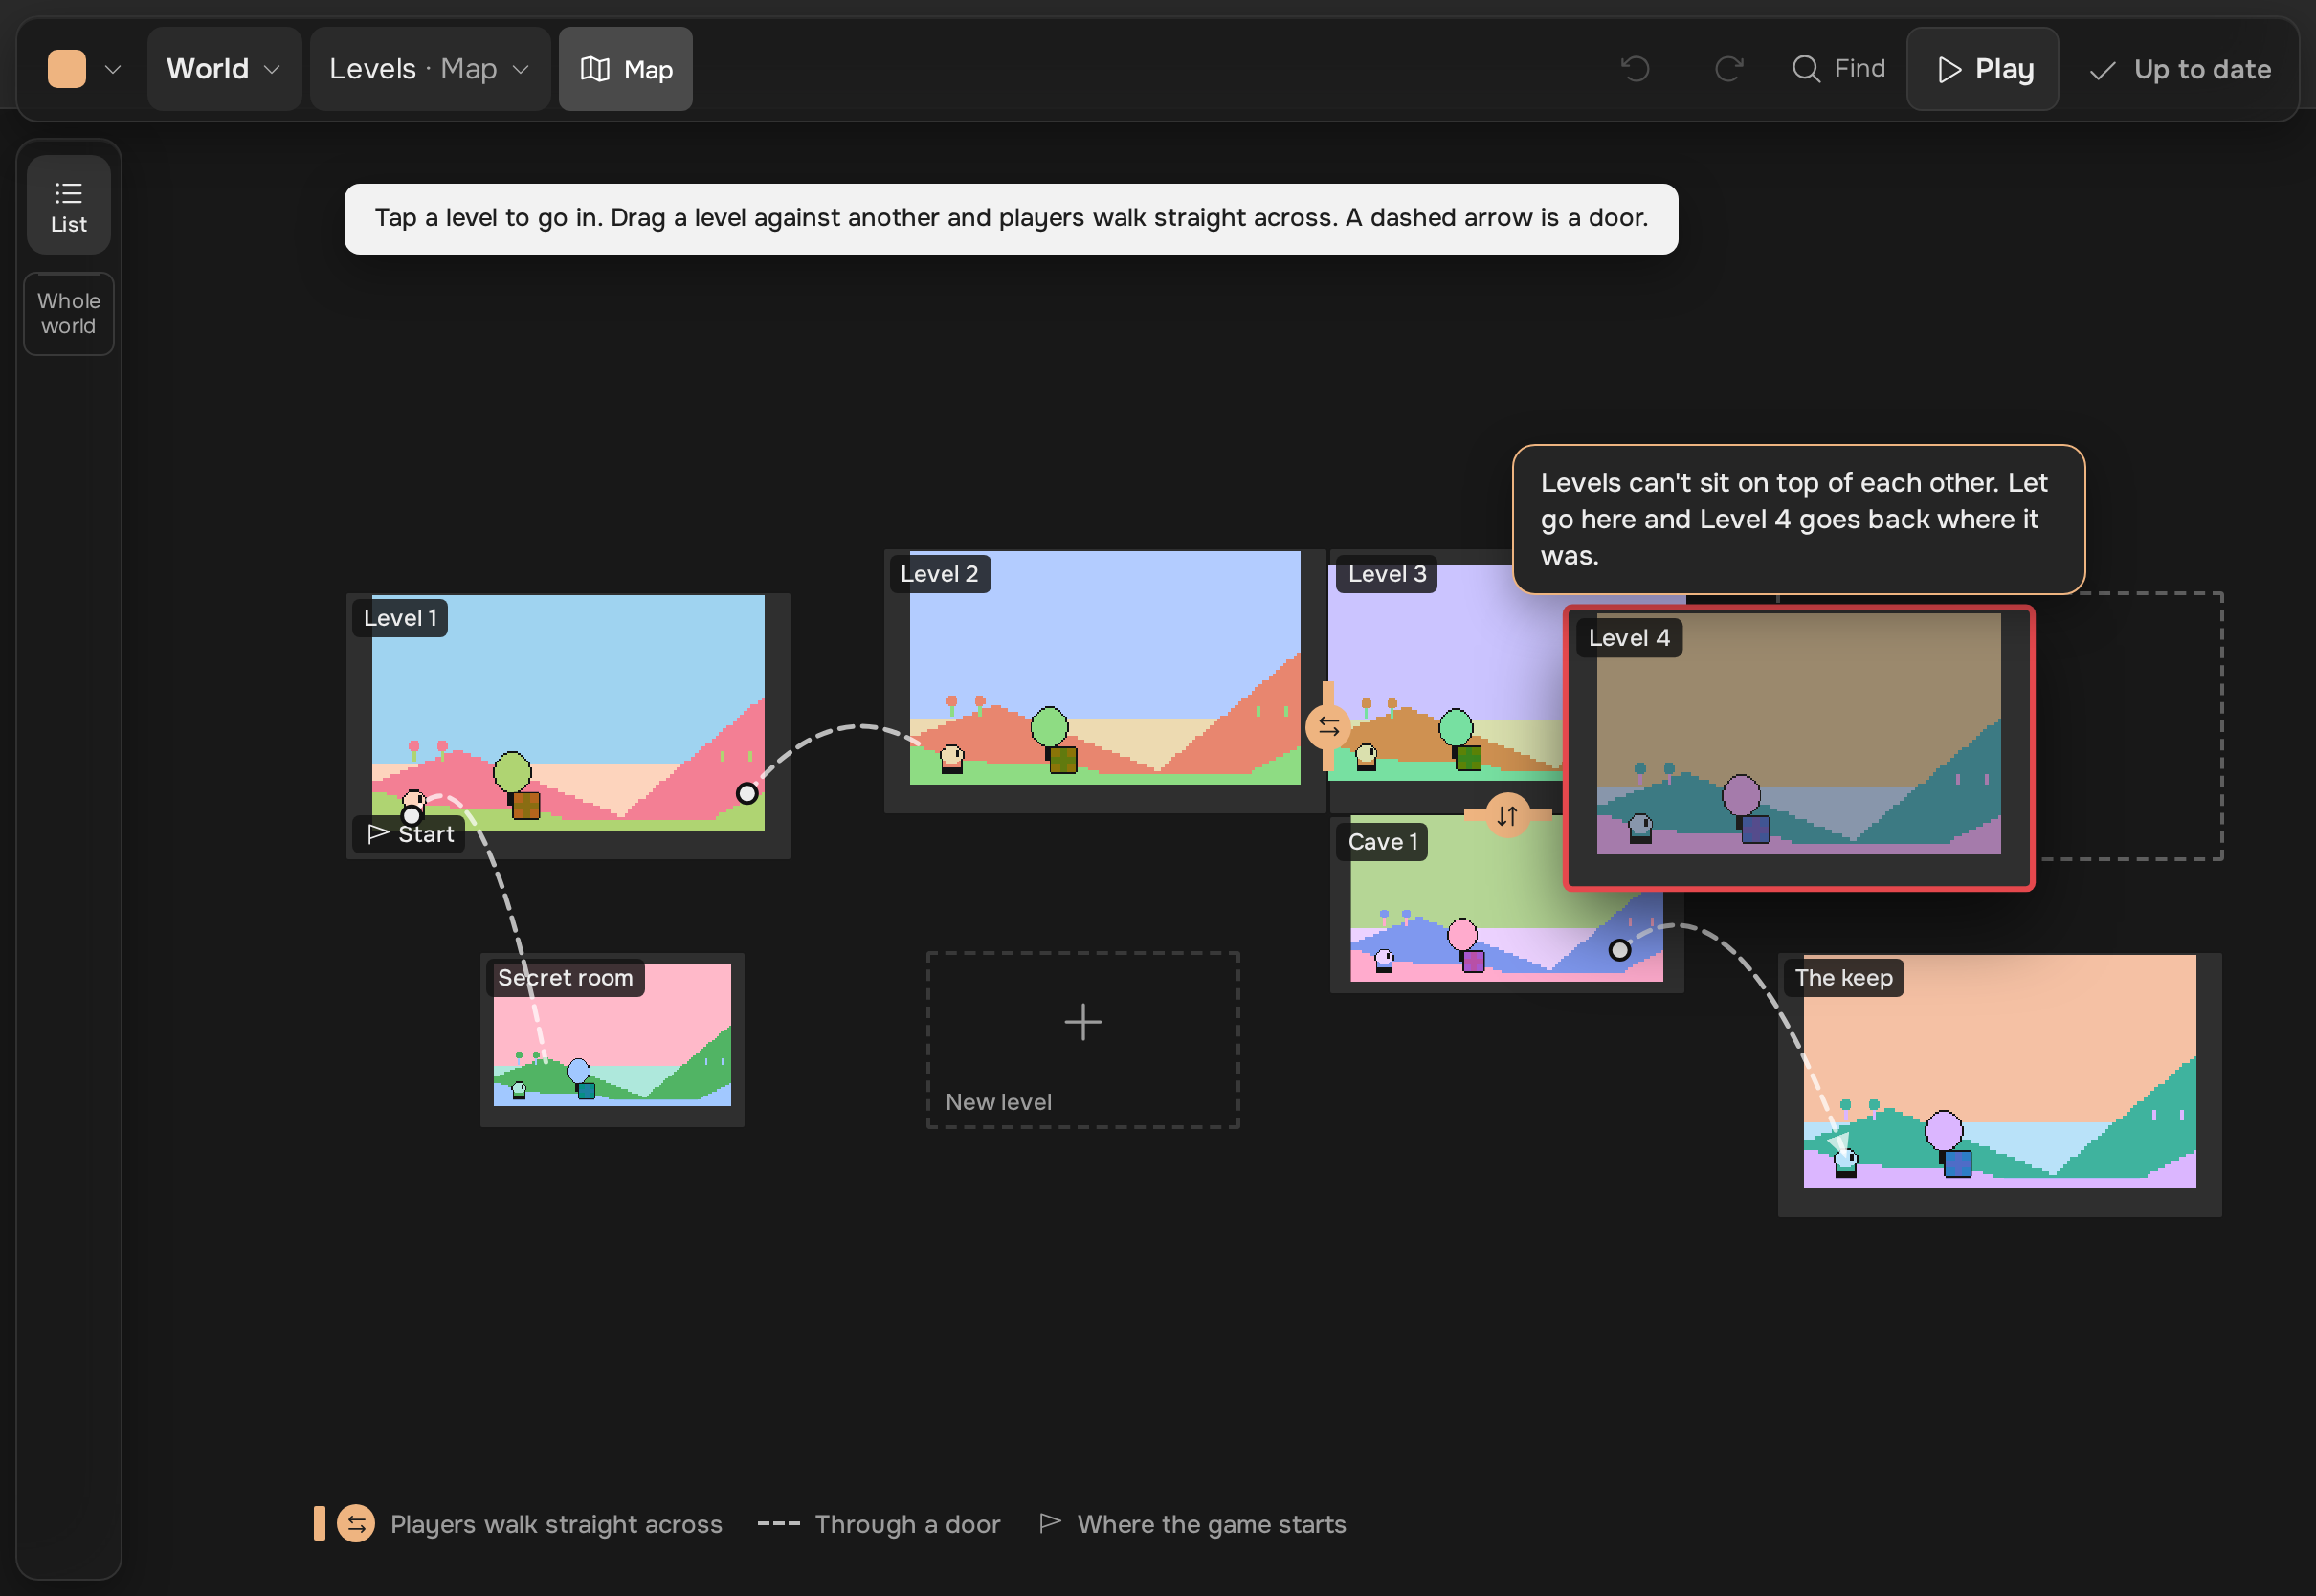 World
Levels · Map
Map
Find
Play
Up to date
List
Whole
world
Tap a level to go in. Drag a level against another and players walk straight across. A dashed arrow is a door.
Levels can't sit on top of each other. Let
go here and Level 4 goes back where it
was.
Level 1
Level 2
Level 3
Level 4
Start
Cave 1
Secret room
The keep
New level
Players walk straight across
Through a door
Where the game starts